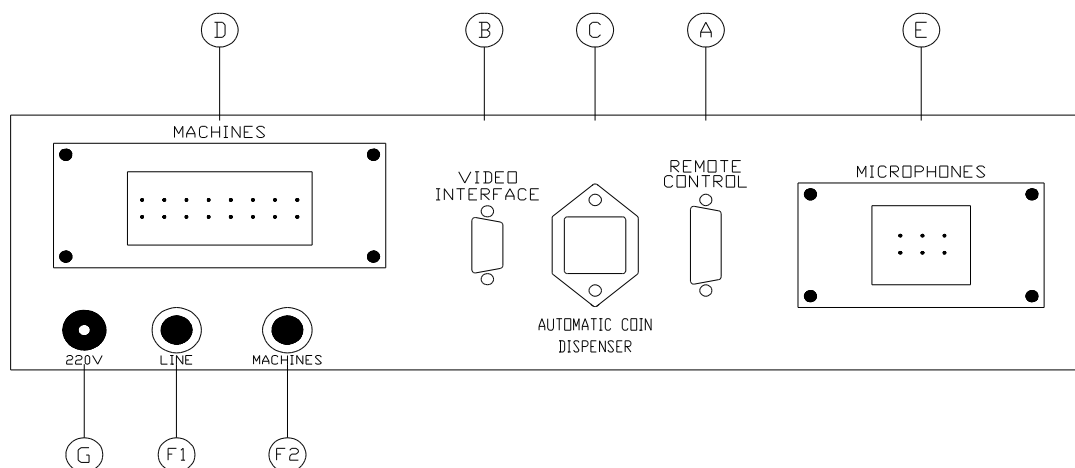 D
B
C
A
E
MACHINES
VIDEO
INTERFACE
REMOTE
CONTROL
MICROPHONES
AUTOMATIC COIN
DISPENSER
220V
LINE
MACHINES
G
F1
F2